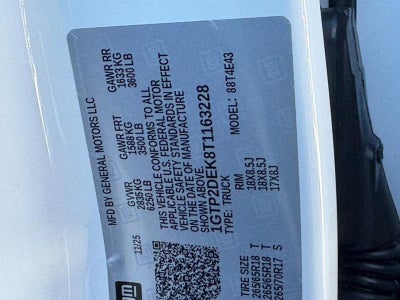 MFD BY GENERAL MOTORS LLC
11/25
GVWR
2835 KG
6250 LB
GAWR FRT
1588 KG
3500 LB
GAWR RR
1633 KG
3600 LB
THIS VEHICLE CONFORMS TO ALL
APPLICABLE U.S. FEDERAL MOTOR
VEHICLE SAFETY STANDARDS IN EFFECT
ON THE DATE OF MANUFACTURE
SHOWN ABOVE.
1GTP2DEK8T1163228
TYPE: TRUCK
MODEL: 88T4E43
gm
TIRE SIZE
RIM
265/65R18 T
18X8.5J
265/65R18 T
18X8.5J
265/70R17 S
17X8J